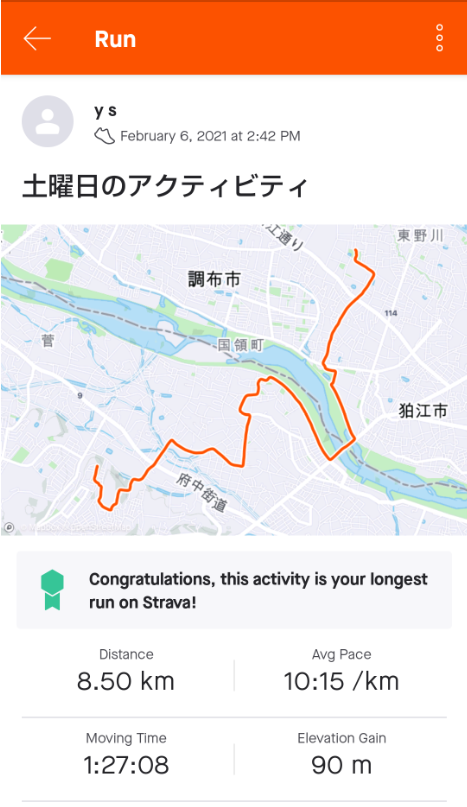 Run
y s
February 6, 2021 at 2:42 PM
土曜日のアクティビティ
江通り
東野川
調布市
114
菅
国領町
9
狛江市
府中街道
Congratulations, this activity is your longest
run on Strava!
Distance
Avg Pace
8.50 km
10:15 /km
Moving Time
Elevation Gain
1:27:08
90 m